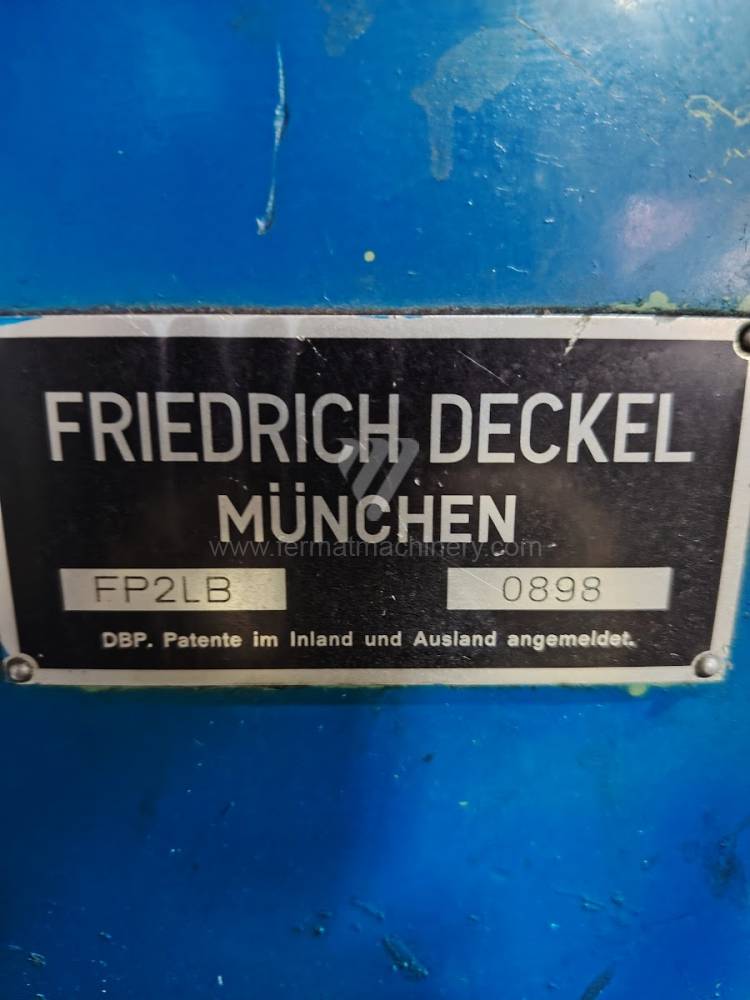 FRIEDRICH DECKEL
MÜNCHEN
www.fermatmachinery.com
FP2LB 0898
DBP. Patente im Inland und Ausland angemeldet.